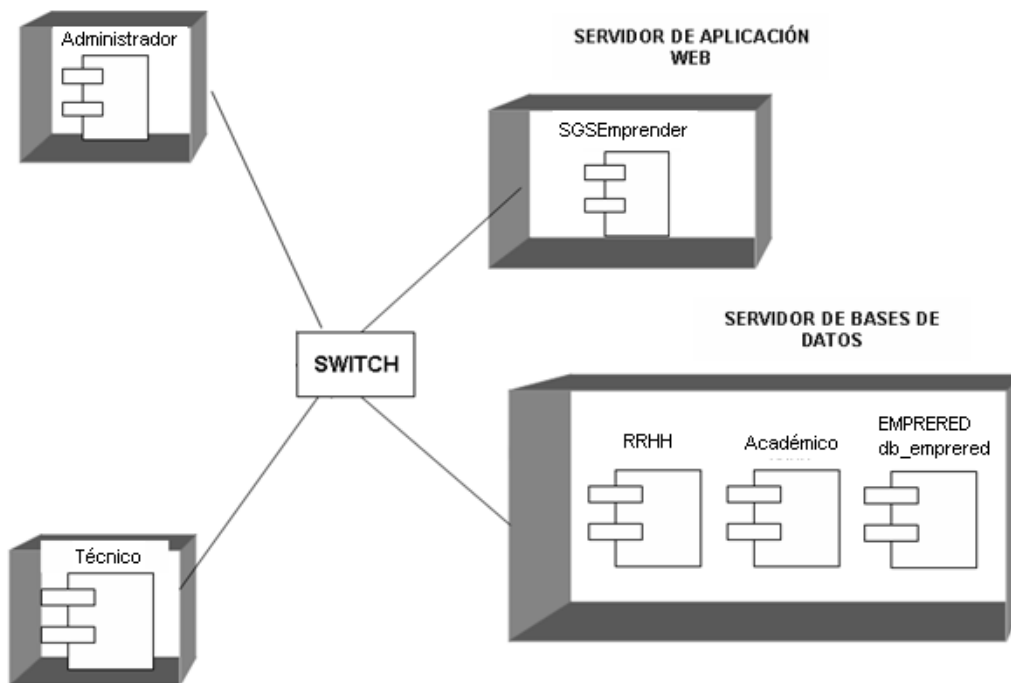 Administrador
SERVIDOR DE APLICACIÓN
WEB
SGSEmprender
SWITCH
SERVIDOR DE BASES DE
DATOS
RRHH
Académico
EMPRERED
db_emprered
Técnico